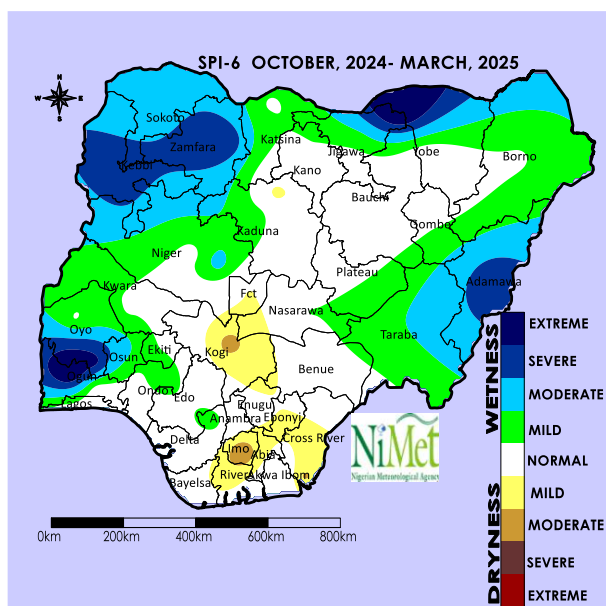 SPI-6 OCTOBER, 2024- MARCH, 2025
N
W E
S
Sokoto
Katsina
Zamfara
Jigawa
Yobe
Borno
Kebbi
Kano
Bauchi
Gombe
Kaduna
Niger
Plateau
Adamawa
Kwara
Fct
Nasarawa
Oyo
Taraba
Osun
Ekiti
Kogi
Benue
Ogun
Ondo
Edo
Lagos
Enugu
Anambra
Ebonyi
Delta
Cross River
Imo
Abia
Rivers
Akwa Ibom
Bayelsa
NiMet
Nigerian Meteorological Agency
WETNESS
EXTREME
SEVERE
MODERATE
MILD
NORMAL
DRYNESS
MILD
MODERATE
SEVERE
EXTREME
0km 200km 400km 600km 800km